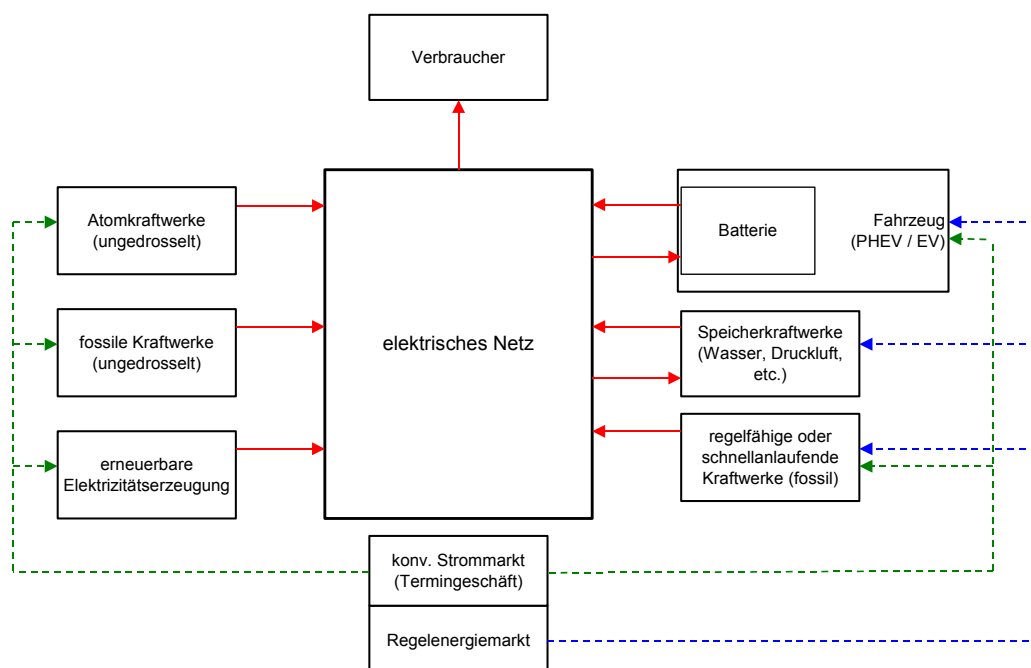 Verbraucher
Atomkraftwerke
(ungedrosselt)
fossile Kraftwerke
(ungedrosselt)
erneuerbare
Elektrizitätserzeugung
elektrisches Netz
Batterie
Fahrzeug
(PHEV / EV)
Speicherkraftwerke
(Wasser, Druckluft,
etc.)
regelfähige oder
schnellanlaufende
Kraftwerke (fossil)
konv. Strommarkt
(Termingeschäft)
Regelenergiemarkt